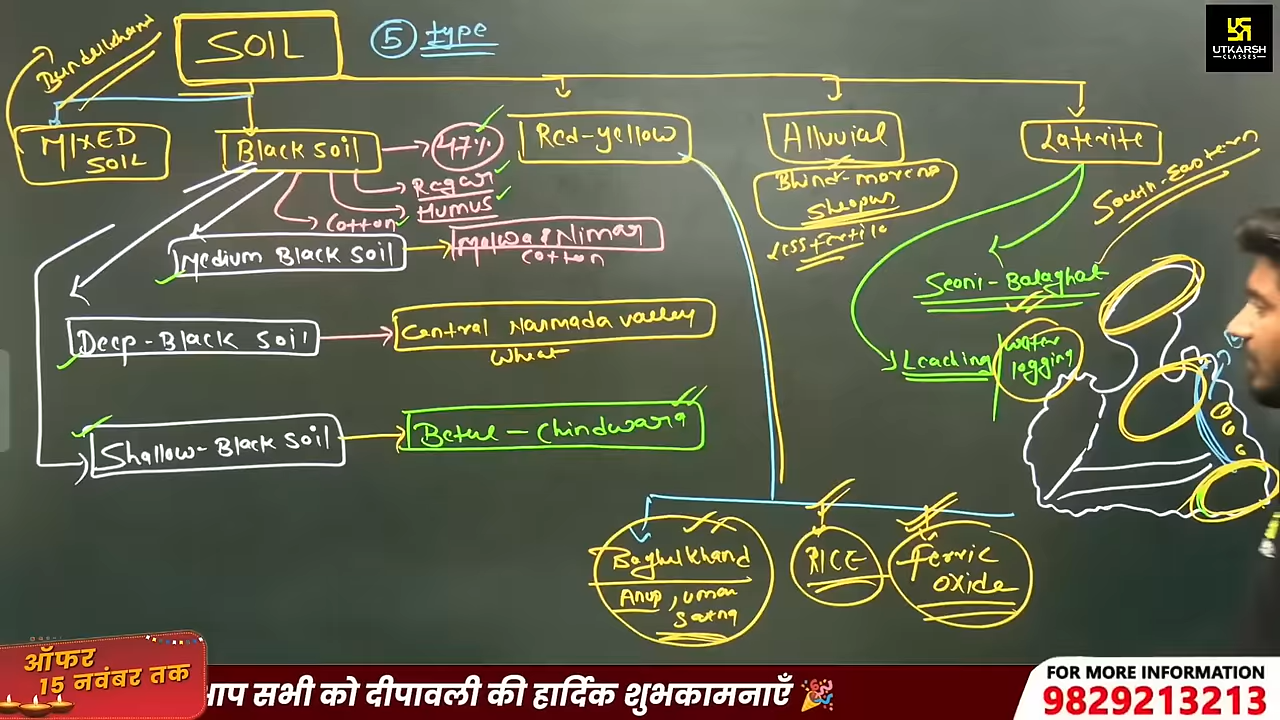 SOIL
5 type
Bundelkhand
UTKARSH
CLASSES
MIXED
SOIL
Black Soil
47%
Regar
Humus
Cotton
Red-yellow
Alluvial
Bhind-morena
Sheopur
Less fertile
Laterite
South-Eastern
Medium Black Soil
Malwa & Nimar
Cotton
Seoni-Balaghat
Leaching
water
logging
Deep-Black Soil
Central Narmada valley
Wheat
Shallow-Black Soil
Betul - Chindwara
Baghelkhand
Anup, Umar
Satna
RICE
Ferric
oxide
ऑफर
15 नवंबर तक
आप सभी को दीपावली की हार्दिक शुभकामनाएँ
FOR MORE INFORMATION
9829213213